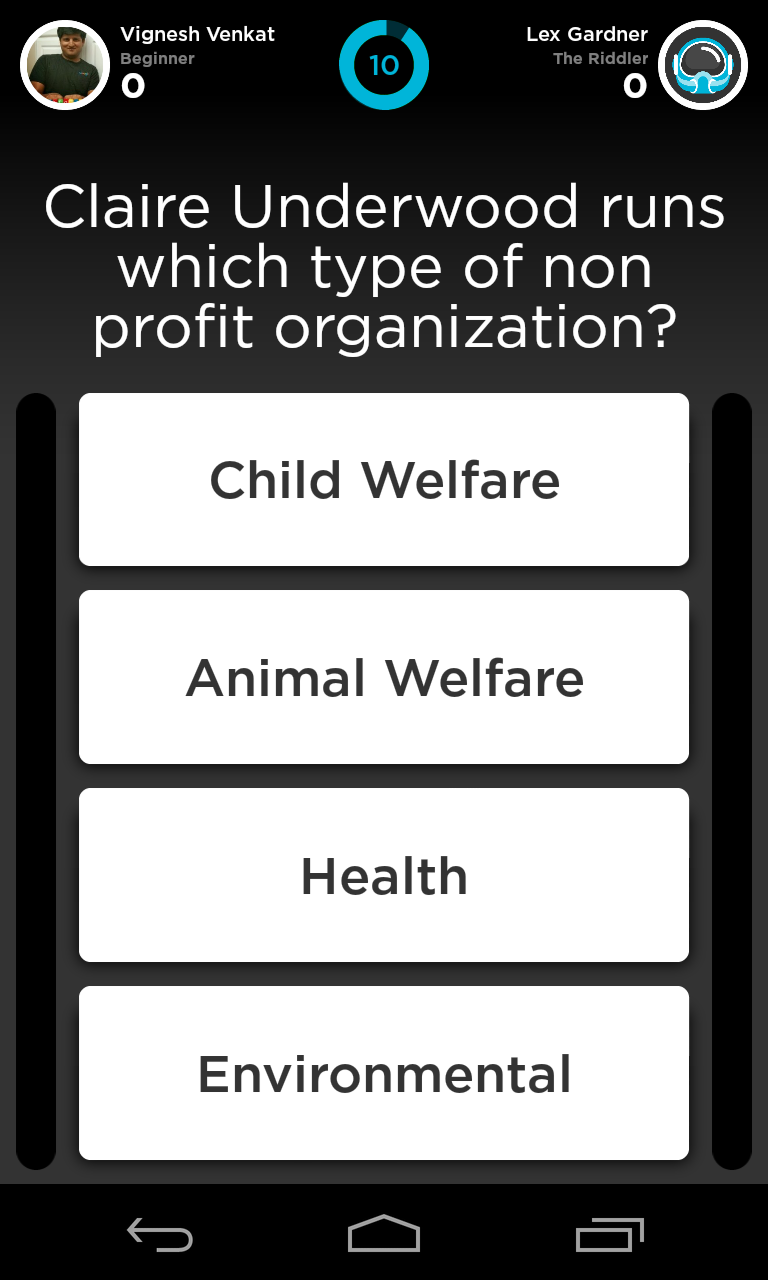 Vignesh Venkat
Beginner
0
10
Lex Gardner
The Riddler
0
Claire Underwood runs
which type of non
profit organization?
Child Welfare
Animal Welfare
Health
Environmental